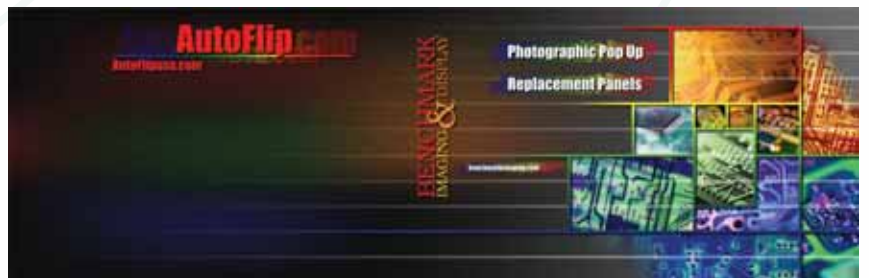 AutoFlip.com
AutoFlipusa.com
BENCHMARK
IMAGING & DISPLAY
Photographic Pop Up
Replacement Panels